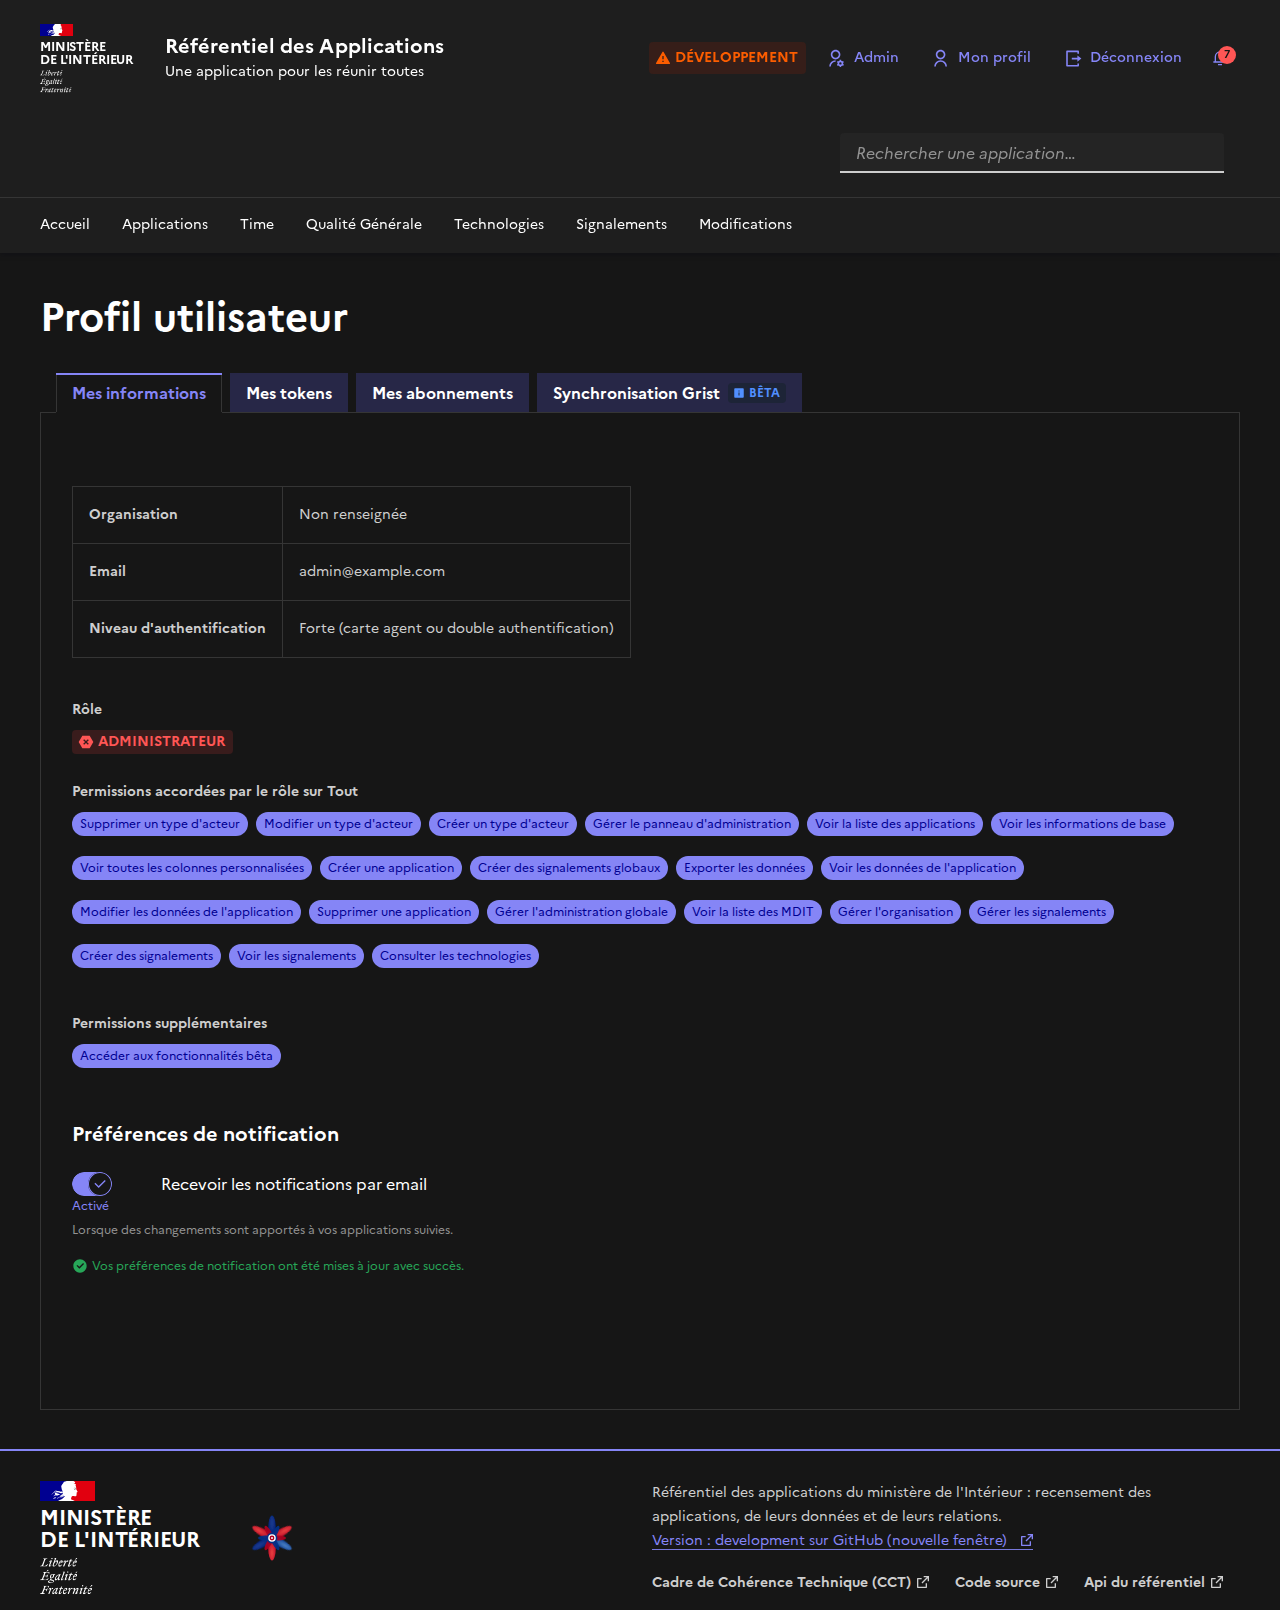 MINISTÈRE
DE L'INTÉRIEUR
Liberté
Égalité
Fraternité
Référentiel des Applications
Une application pour les réunir toutes
DÉVELOPPEMENT
Admin
Mon profil
Déconnexion
7
Rechercher une application…
Accueil
Applications
Time
Qualité Générale
Technologies
Signalements
Modifications
Profil utilisateur
Mes informations
Mes tokens
Mes abonnements
Synchronisation Grist BÊTA
Organisation Non renseignée
Email admin@example.com
Niveau d'authentification Forte (carte agent ou double authentification)
Rôle
ADMINISTRATEUR
Permissions accordées par le rôle sur Tout
Supprimer un type d'acteur Modifier un type d'acteur Créer un type d'acteur Gérer le panneau d'administration Voir la liste des applications Voir les informations de base
Voir toutes les colonnes personnalisées Créer une application Créer des signalements globaux Exporter les données Voir les données de l'application
Modifier les données de l'application Supprimer une application Gérer l'administration globale Voir la liste des MDIT Gérer l'organisation Gérer les signalements
Créer des signalements Voir les signalements Consulter les technologies
Permissions supplémentaires
Accéder aux fonctionnalités bêta
Préférences de notification
Recevoir les notifications par email
Activé
Lorsque des changements sont apportés à vos applications suivies.
Vos préférences de notification ont été mises à jour avec succès.
MINISTÈRE
DE L'INTÉRIEUR
Liberté
Égalité
Fraternité
Référentiel des applications du ministère de l'Intérieur : recensement des
applications, de leurs données et de leurs relations.
Version : development sur GitHub (nouvelle fenêtre)
Cadre de Cohérence Technique (CCT)
Code source
Api du référentiel